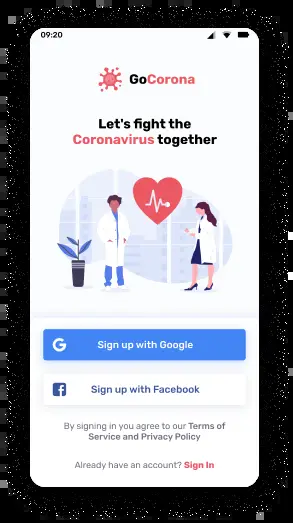 09:20
GoCorona
Let's fight the
Coronavirus together
Sign up with Google
Sign up with Facebook
By signing in you agree to our Terms of
Service and Privacy Policy
Already have an account? Sign In